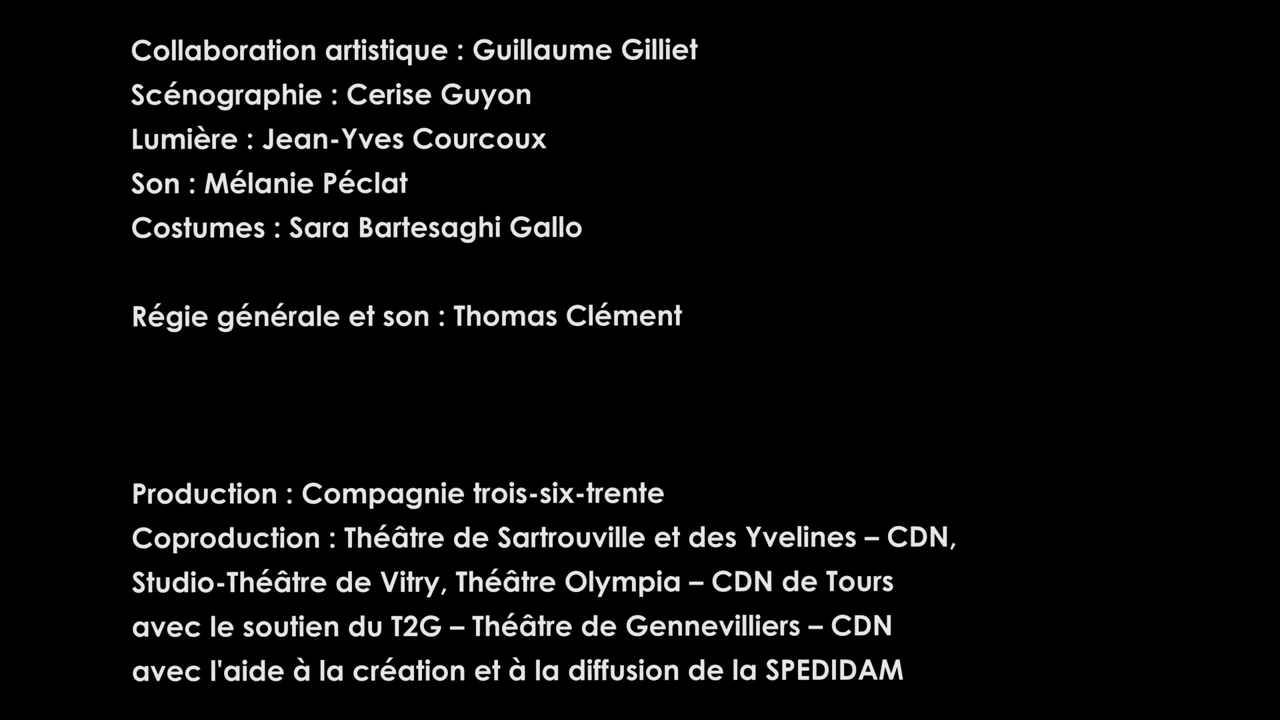 Collaboration artistique : Guillaume Gilliet
Scénographie : Cerise Guyon
Lumière : Jean-Yves Courcoux
Son : Mélanie Péclat
Costumes : Sara Bartesaghi Gallo
Régie générale et son : Thomas Clément
Production : Compagnie trois-six-trente
Coproduction : Théâtre de Sartrouville et des Yvelines – CDN,
Studio-Théâtre de Vitry, Théâtre Olympia – CDN de Tours
avec le soutien du T2G – Théâtre de Gennevilliers – CDN
avec l'aide à la création et à la diffusion de la SPEDIDAM